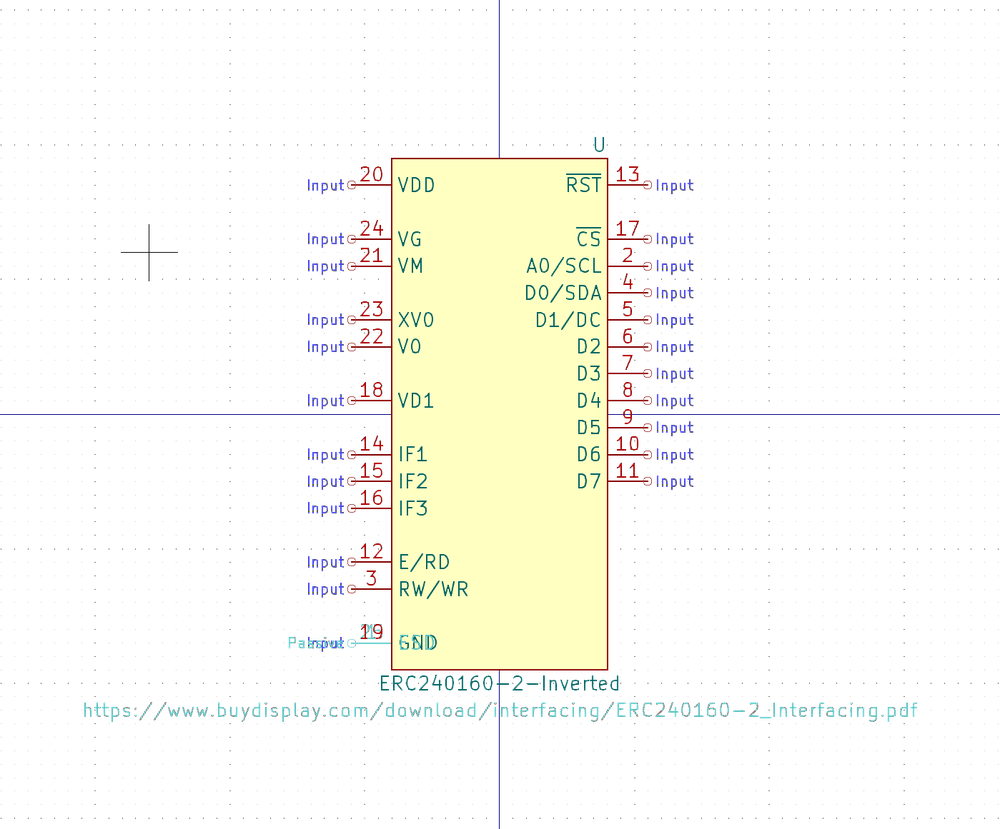 U
Input 20 VDD RST 13 Input
Input 24 VG CS 17 Input
Input 21 VM A0/SCL 2 Input
D0/SDA 4 Input
Input 23 XV0 D1/DC 5 Input
Input 22 V0 D2 6 Input
D3 7 Input
Input 18 VD1 D4 8 Input
D5 9 Input
Input 14 IF1 D6 10 Input
Input 15 IF2 D7 11 Input
Input 16 IF3
Input 12 E/RD
Input 3 RW/WR
Input 19 GND
ERC240160-2-Inverted
https://www.buydisplay.com/download/interfacing/ERC240160-2_Interfacing.pdf